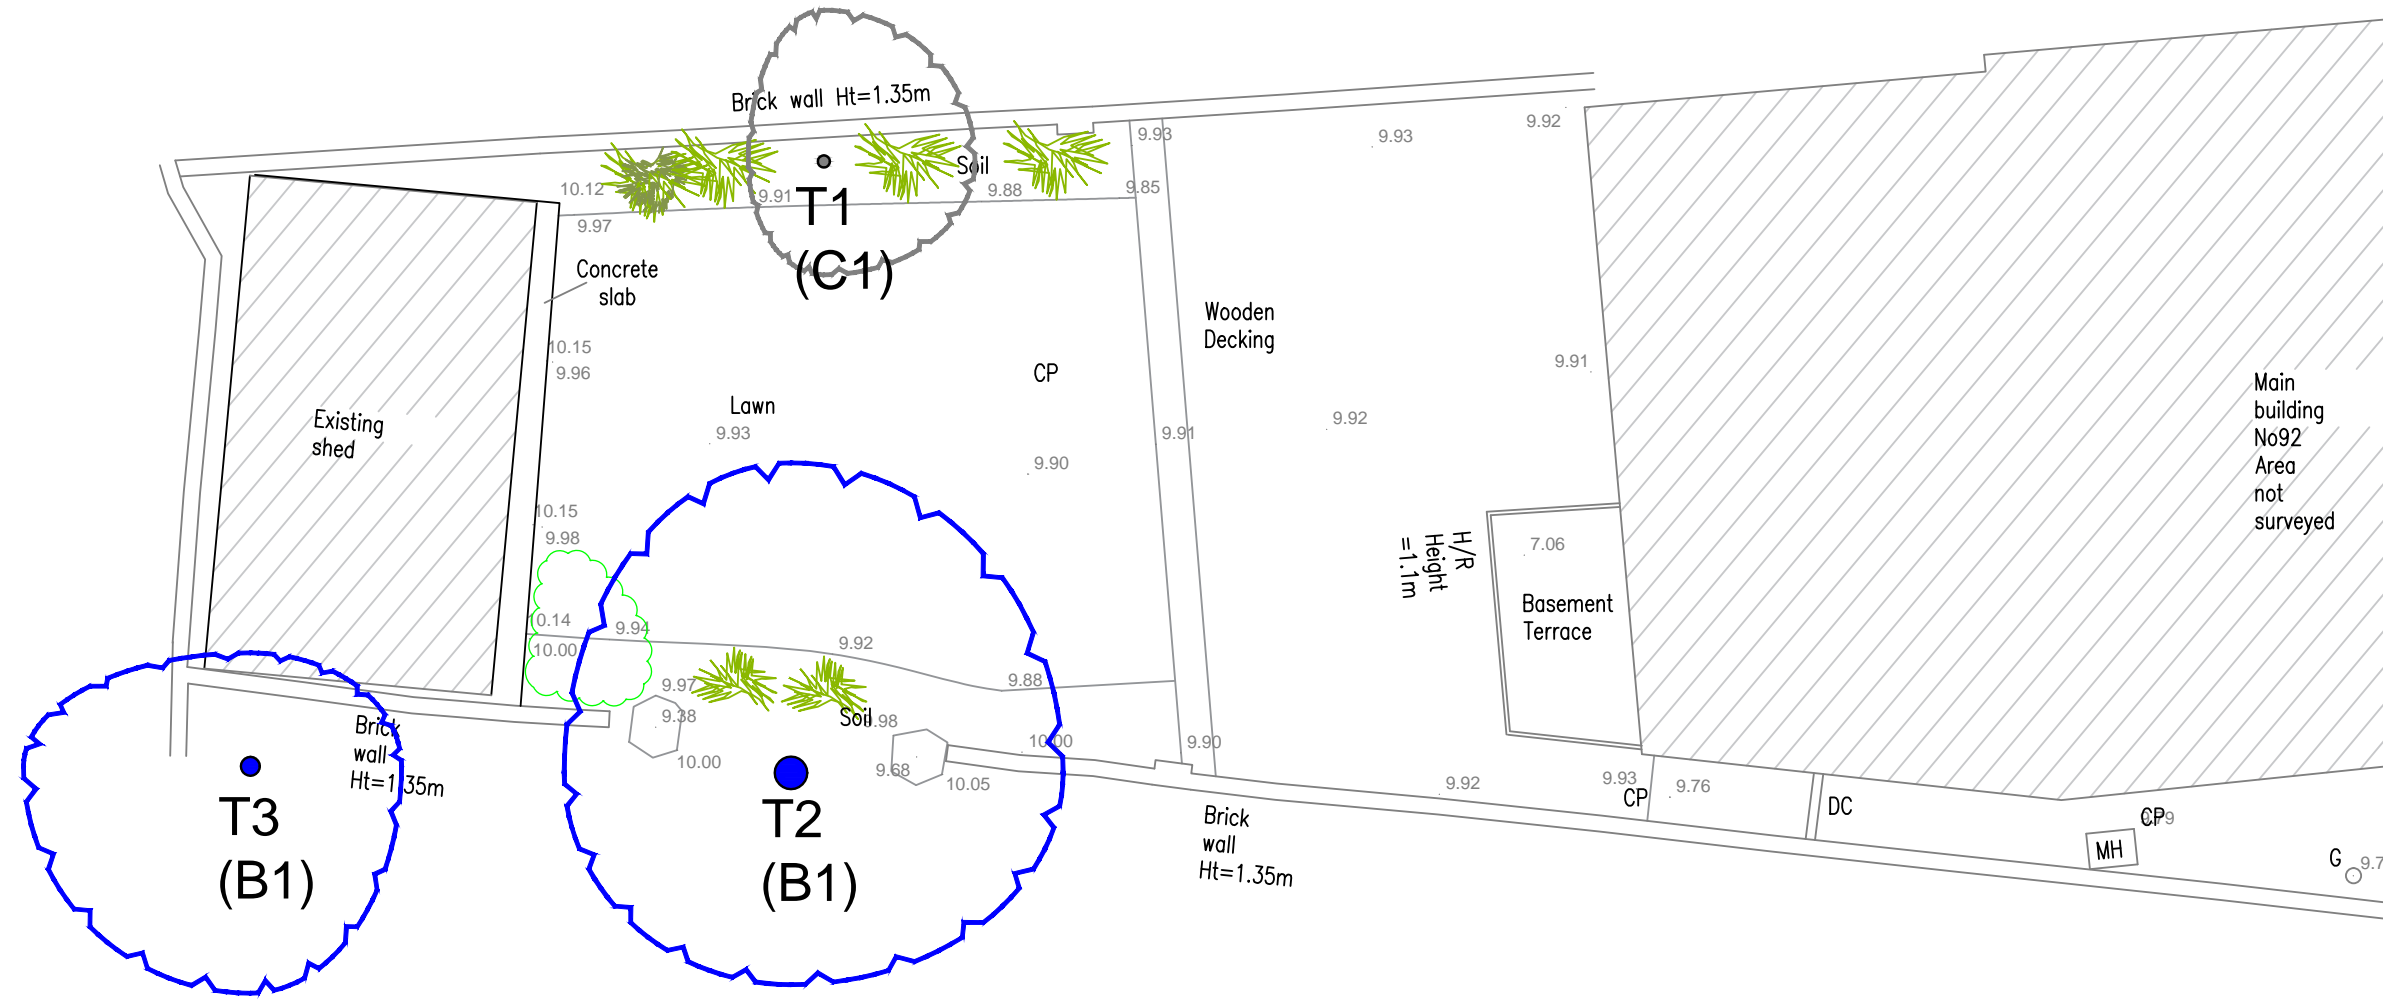 Brick wall Ht=1.35m
9.93
9.93
9.92
Soil
10.12
9.91
9.88
9.85
T1
9.97
(C1)
Concrete
slab
Wooden
Decking
10.15
9.96
CP
9.91
Main
building
No92
Area
not
surveyed
Lawn
9.93
9.92
9.91
Existing
shed
9.90
10.15
9.98
H/R
Height
=1.1m
7.06
Basement
Terrace
10.14
9.94
9.92
10.00
9.97
9.88
9.38
Soil
Brick
wall
Ht=1.35m
10.00
9.90
10.00
9.68
10.05
9.92
9.93
CP
9.76
DC
CP
T3
(B1)
T2
(B1)
Brick
wall
Ht=1.35m
MH
G
9.7